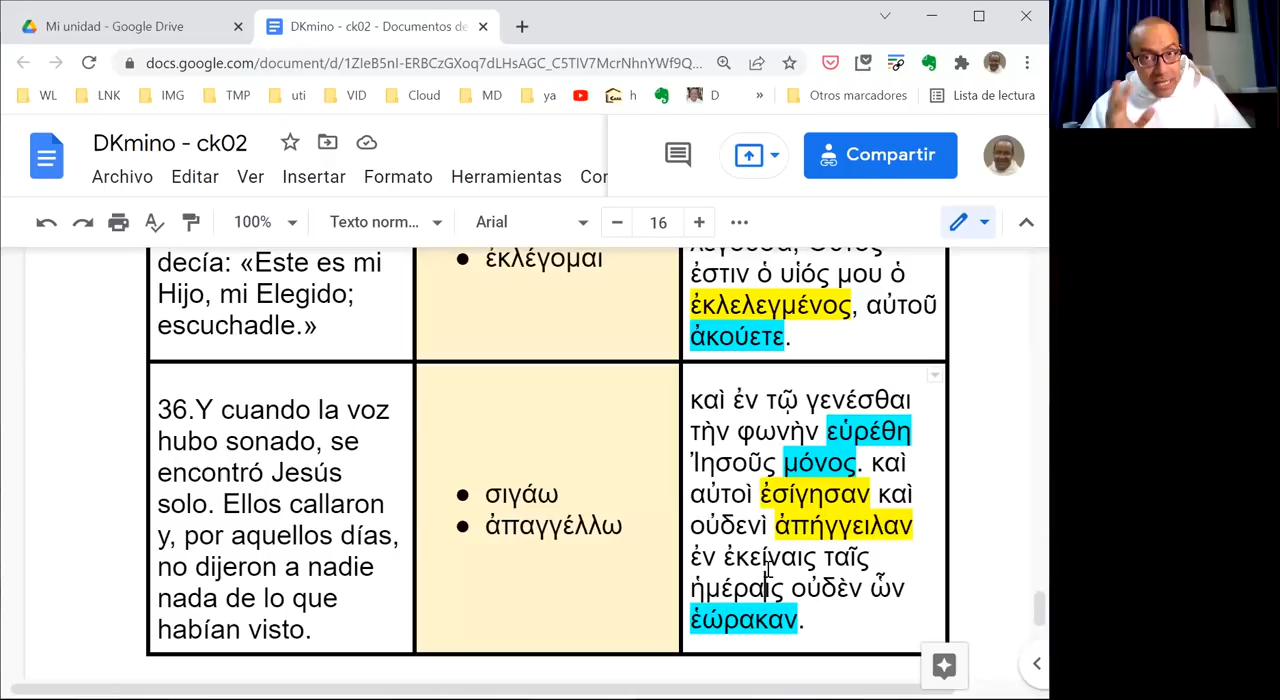 Mi unidad - Google Drive
DKmino - ck02 - Documentos de
docs.google.com/document/d/1ZIeB5nI-ERBCzGXoq7dLHsAGC_C5TlV7McrNhnYWf9Q...
WL LNK IMG TMP uti VID Cloud MD ya h D » Otros marcadores Lista de lectura
DKmino - ck02
Archivo Editar Ver Insertar Formato Herramientas Cor
Compartir
100% Texto norm... Arial 16
decía: «Este es mi
Hijo, mi Elegido;
escuchadle.»
● ἐκλέγομαι
λέγουσα, Οὗτός
ἐστιν ὁ υἱός μου ὁ
ἐκλελεγμένος, αὐτοῦ
ἀκούετε.
36.Y cuando la voz
hubo sonado, se
encontró Jesús
solo. Ellos callaron
y, por aquellos días,
no dijeron a nadie
nada de lo que
habían visto.
● σιγάω
● ἀπαγγέλλω
καὶ ἐν τῷ γενέσθαι
τὴν φωνὴν εὑρέθη
Ἰησοῦς μόνος. καὶ
αὐτοὶ ἐσίγησαν καὶ
οὐδενὶ ἀπήγγειλαν
ἐν ἐκείναις ταῖς
ἡμέραις οὐδὲν ὧν
ἑώρακαν.